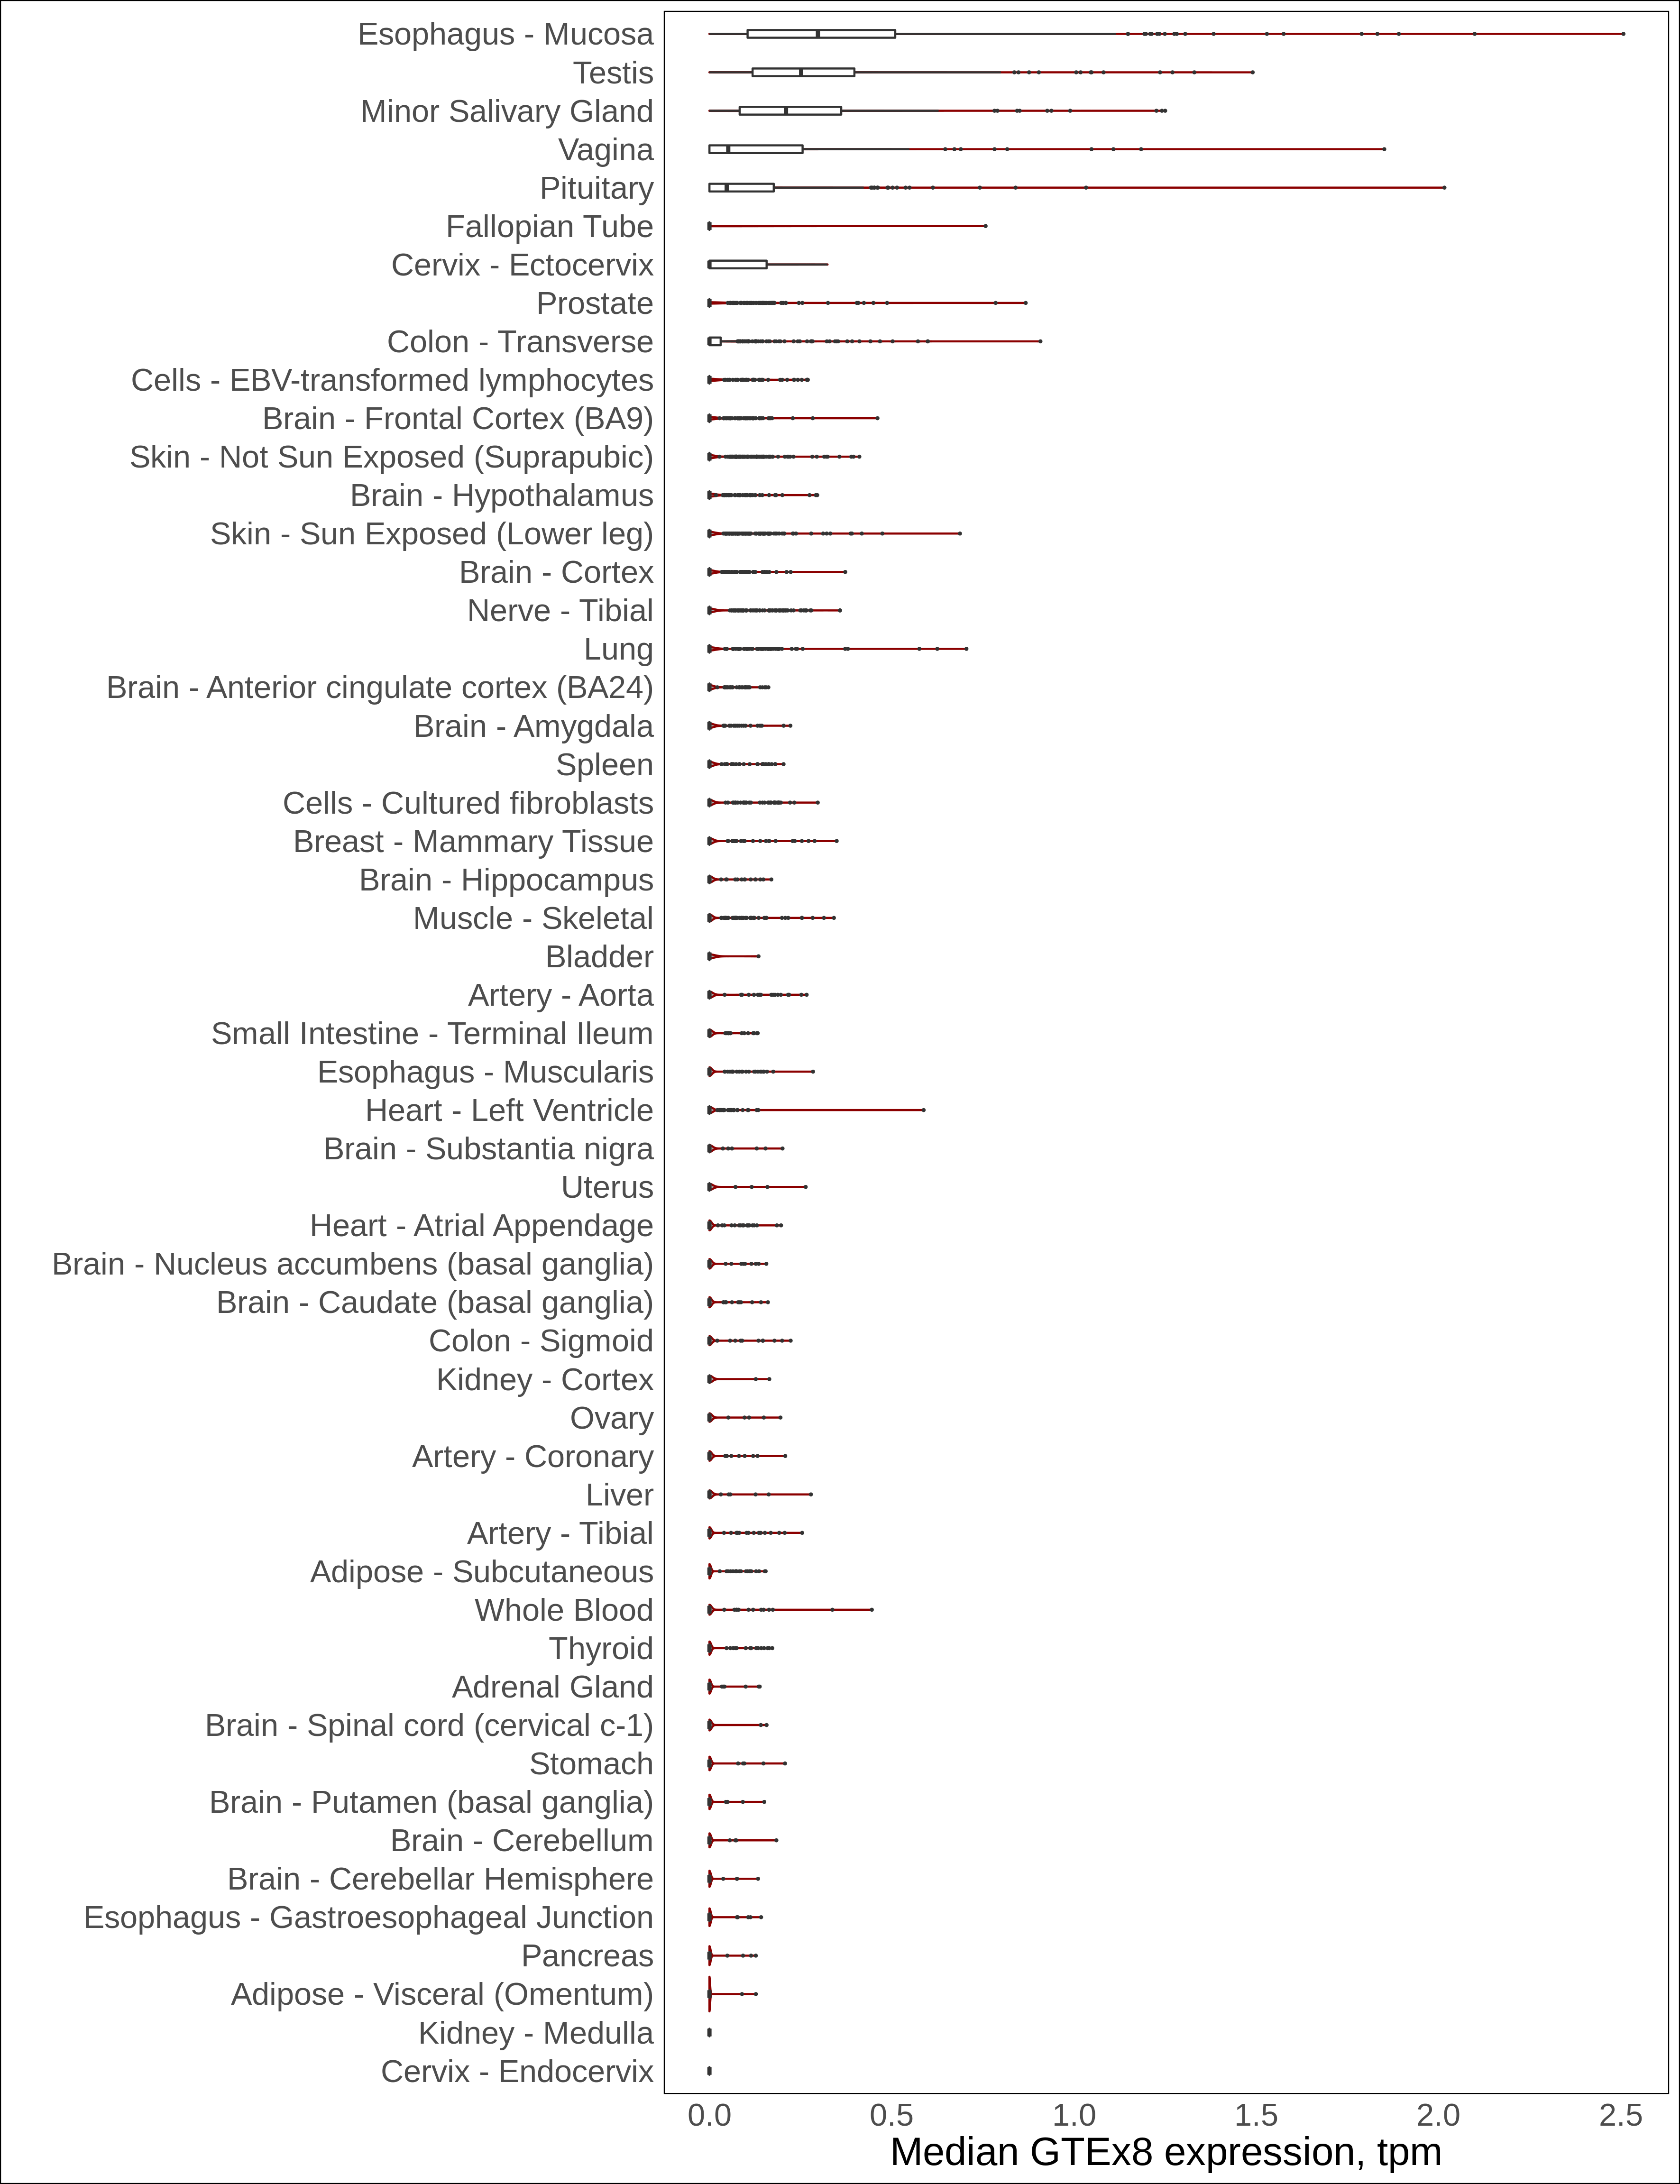 Esophagus - Mucosa
Testis
Minor Salivary Gland
Vagina
Pituitary
Fallopian Tube
Cervix - Ectocervix
Prostate
Colon - Transverse
Cells - EBV-transformed lymphocytes
Brain - Frontal Cortex (BA9)
Skin - Not Sun Exposed (Suprapubic)
Brain - Hypothalamus
Skin - Sun Exposed (Lower leg)
Brain - Cortex
Nerve - Tibial
Lung
Brain - Anterior cingulate cortex (BA24)
Brain - Amygdala
Spleen
Cells - Cultured fibroblasts
Breast - Mammary Tissue
Brain - Hippocampus
Muscle - Skeletal
Bladder
Artery - Aorta
Small Intestine - Terminal Ileum
Esophagus - Muscularis
Heart - Left Ventricle
Brain - Substantia nigra
Uterus
Heart - Atrial Appendage
Brain - Nucleus accumbens (basal ganglia)
Brain - Caudate (basal ganglia)
Colon - Sigmoid
Kidney - Cortex
Ovary
Artery - Coronary
Liver
Artery - Tibial
Adipose - Subcutaneous
Whole Blood
Thyroid
Adrenal Gland
Brain - Spinal cord (cervical c-1)
Stomach
Brain - Putamen (basal ganglia)
Brain - Cerebellum
Brain - Cerebellar Hemisphere
Esophagus - Gastroesophageal Junction
Pancreas
Adipose - Visceral (Omentum)
Kidney - Medulla
Cervix - Endocervix
0.0 0.5 1.0 1.5 2.0 2.5
Median GTEx8 expression, tpm